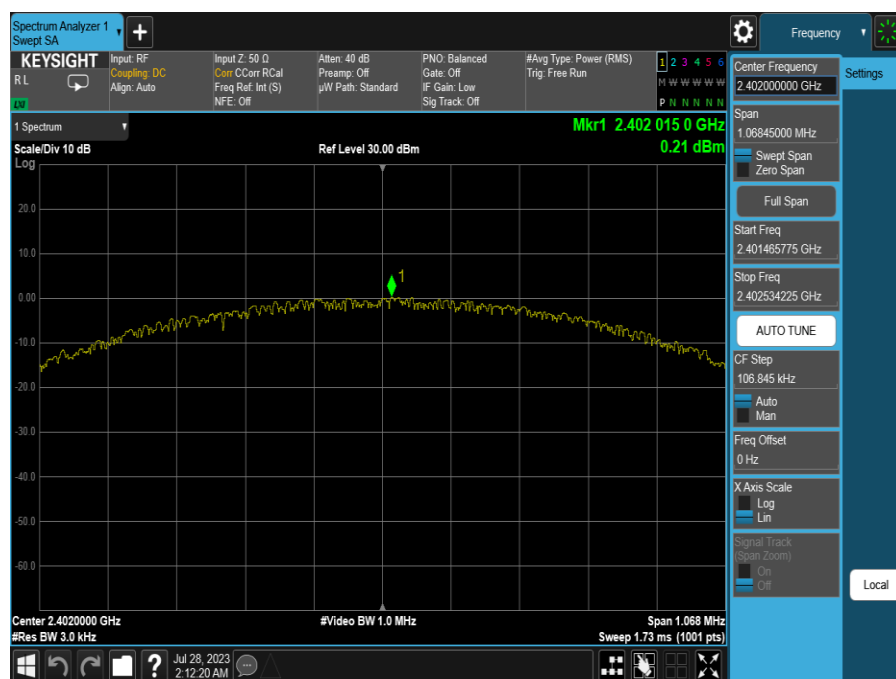 Spectrum Analyzer 1
Swept SA
+
Frequency
KEYSIGHT
R L
LXI
Input: RF
Coupling: DC
Align: Auto
Input Z: 50 Ω
Corr CCorr RCal
Freq Ref: Int (S)
NFE: Off
Atten: 40 dB
Preamp: Off
µW Path: Standard
PNO: Balanced
Gate: Off
IF Gain: Low
Sig Track: Off
#Avg Type: Power (RMS)
Trig: Free Run
1 2 3 4 5 6
M W W W W W
P N N N N N
1 Spectrum
Mkr1 2.402 015 0 GHz
Scale/Div 10 dB
Ref Level 30.00 dBm
0.21 dBm
Log
20.0
10.0
0.00
-10.0
-20.0
-30.0
-40.0
-50.0
-60.0
1
Center 2.4020000 GHz
#Video BW 1.0 MHz
Span 1.068 MHz
#Res BW 3.0 kHz
Sweep 1.73 ms (1001 pts)
?
Jul 28, 2023
2:12:20 AM
Center Frequency
2.402000000 GHz
Settings
Span
1.06845000 MHz
Swept Span
Zero Span
Full Span
Start Freq
2.401465775 GHz
Stop Freq
2.402534225 GHz
AUTO TUNE
CF Step
106.845 kHz
Auto
Man
Freq Offset
0 Hz
X Axis Scale
Log
Lin
Signal Track
(Span Zoom)
On
Off
Local